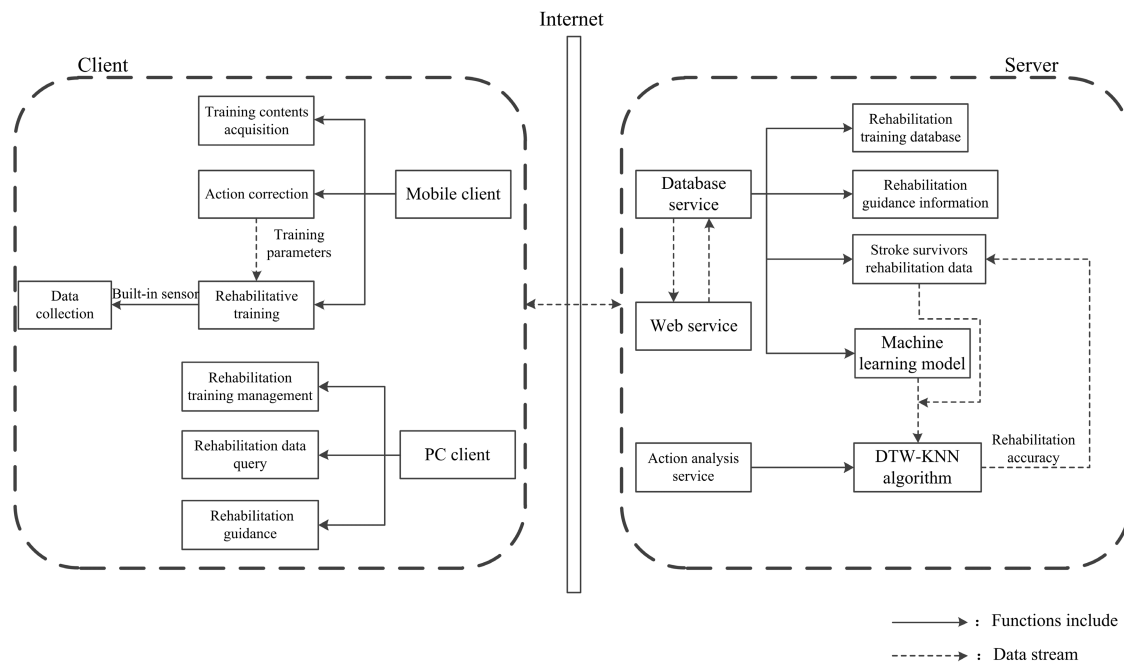 Internet
Client
Server
Training contents
acquisition
Action correction
Mobile client
Training
parameters
Data
collection
Built-in sensor
Rehabilitative
training
Rehabilitation
training management
Rehabilitation data
query
PC client
Rehabilitation
guidance
Rehabilitation
training database
Database
service
Rehabilitation
guidance information
Stroke survivors
rehabilitation data
Web service
Machine
learning model
Action analysis
service
DTW-KNN
algorithm
Rehabilitation
accuracy
: Functions include
: Data stream